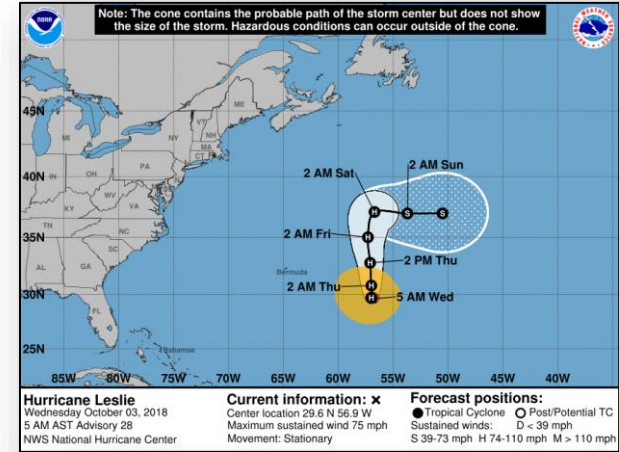 Note: The cone contains the probable path of the storm center but does not show
the size of the storm. Hazardous conditions can occur outside of the cone.
NOAA
ME
VT
NH
45N
MI
NY
MA
CT
PA
40N
IN
OH
WV
VA
KY
35N
TN
NC
SC
AL
GA
30N
FL
25N
Bermuda
Bahamas
2 AM Sun
2 AM Sat
H
S
S
2 AM Fri
H
H
2 PM Thu
2 AM Thu
H
H
5 AM Wed
85W
80W
75W
70W
65W
60W
55W
50W
45W
40W
Hurricane Leslie
Wednesday October 03, 2018
5 AM AST Advisory 28
NWS National Hurricane Center
Current information: x
Center location 29.6 N 56.9 W
Maximum sustained wind 75 mph
Movement: Stationary
Forecast positions:
● Tropical Cyclone O Post/Potential TC
Sustained winds: D < 39 mph
S 39-73 mph H 74-110 mph M > 110 mph